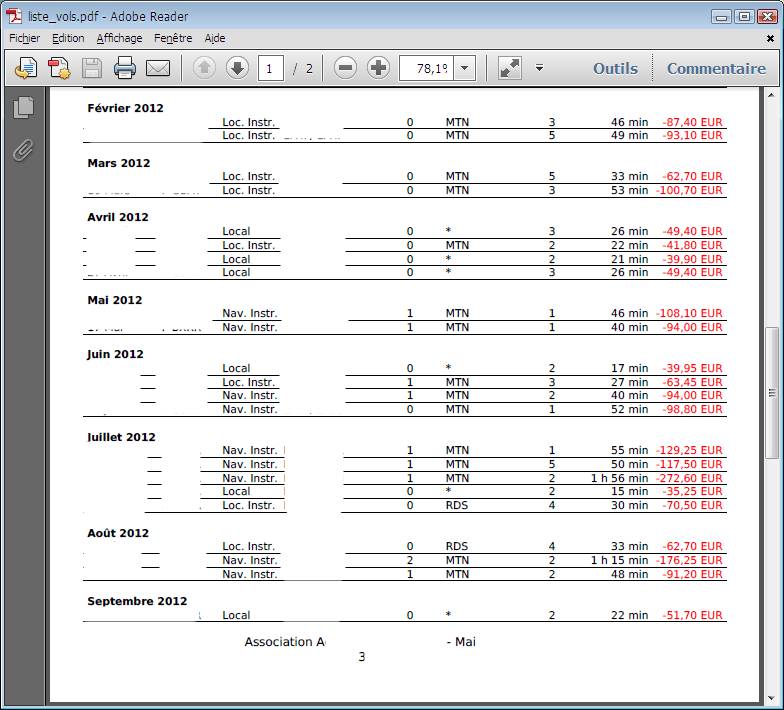 liste_vols.pdf - Adobe Reader
Fichier Edition Affichage Fenêtre Aide
1 / 2 78,1% Outils Commentaire
Février 2012
Loc. Instr. 0 MTN 3 46 min -87,40 EUR
Loc. Instr. 0 MTN 5 49 min -93,10 EUR
Mars 2012
Loc. Instr. 0 MTN 5 33 min -62,70 EUR
Loc. Instr. 0 MTN 3 53 min -100,70 EUR
Avril 2012
Local 0 * 3 26 min -49,40 EUR
Loc. Instr. 0 MTN 2 22 min -41,80 EUR
Local 0 * 2 21 min -39,90 EUR
Local 0 * 3 26 min -49,40 EUR
Mai 2012
Nav. Instr. 1 MTN 1 46 min -108,10 EUR
Nav. Instr. 1 MTN 1 40 min -94,00 EUR
Juin 2012
Local 0 * 2 17 min -39,95 EUR
Loc. Instr. 1 MTN 3 27 min -63,45 EUR
Nav. Instr. 1 MTN 2 40 min -94,00 EUR
Nav. Instr. 0 MTN 1 52 min -98,80 EUR
Juillet 2012
Nav. Instr. 1 MTN 1 55 min -129,25 EUR
Nav. Instr. 1 MTN 5 50 min -117,50 EUR
Nav. Instr. 1 MTN 2 1 h 56 min -272,60 EUR
Local 0 * 2 15 min -35,25 EUR
Loc. Instr. 0 RDS 4 30 min -70,50 EUR
Août 2012
Loc. Instr. 0 RDS 4 33 min -62,70 EUR
Nav. Instr. 2 MTN 2 1 h 15 min -176,25 EUR
Nav. Instr. 1 MTN 2 48 min -91,20 EUR
Septembre 2012
Local 0 * 2 22 min -51,70 EUR
Association - Mai
3